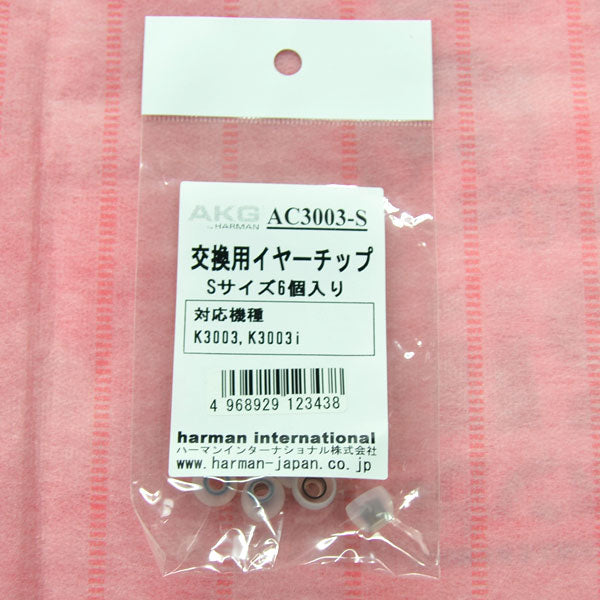 AKG AC3003-S
by HARMAN
交換用イヤーチップ
Sサイズ6個入り
対応機種
K3003,K3003i
4 968929 123438
harman international
ハーマンインターナショナル株式会社
www.harman-japan.co.jp